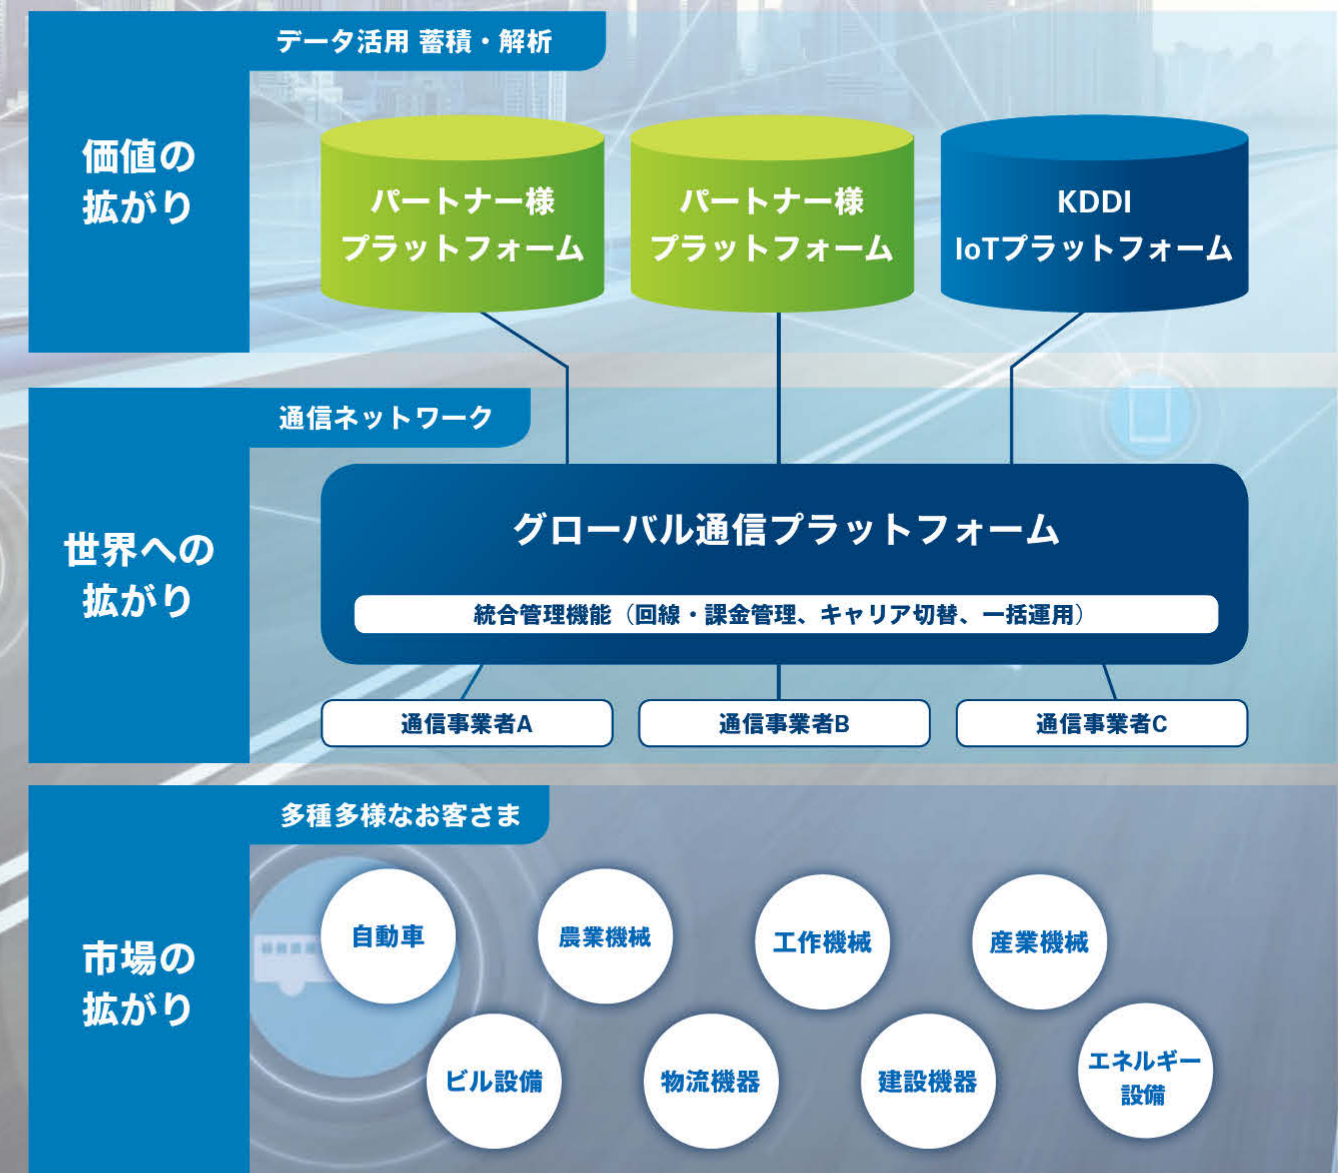 データ活用 蓄積・解析
価値の
拡がり
パートナー様
プラットフォーム
パートナー様
プラットフォーム
KDDI
IoTプラットフォーム
通信ネットワーク
世界への
拡がり
グローバル通信プラットフォーム
統合管理機能（回線・課金管理、キャリア切替、一括運用）
通信事業者A
通信事業者B
通信事業者C
多種多様なお客さま
市場の
拡がり
自動車
農業機械
工作機械
産業機械
ビル設備
物流機器
建設機器
エネルギー
設備